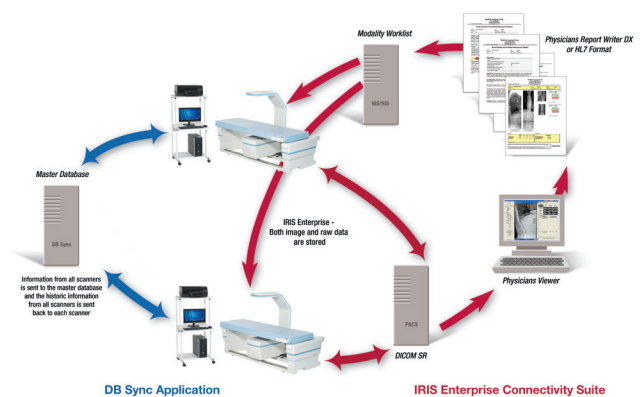 Modality Worklist
Physicians Report Writer DX
or HL7 Format
HIS/RIS
Master Database
DB Sync
IRIS Enterprise -
Both image and raw data
are stored
Information from all scanners
is sent to the master database
and the historic information
from all scanners is sent
back to each scanner
Physicians Viewer
PACS
DICOM SR
DB Sync Application
IRIS Enterprise Connectivity Suite